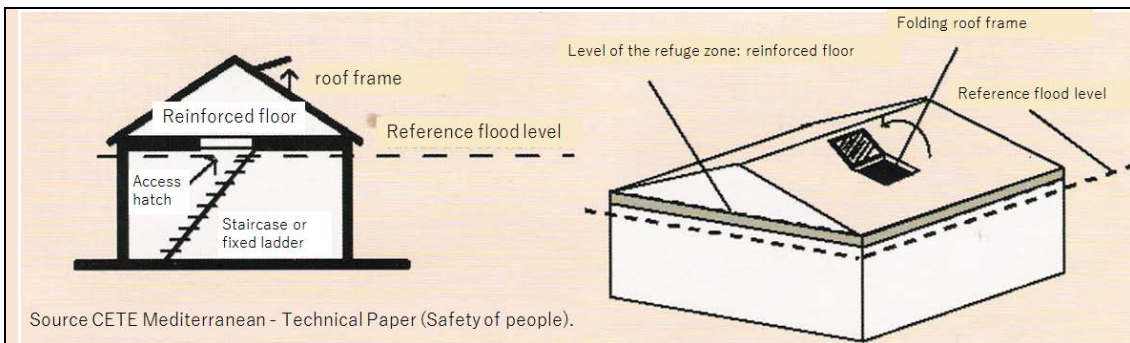 roof frame
Reinforced floor
Reference flood level
Access
hatch
Staircase or
fixed ladder
Source CETE Mediterranean - Technical Paper (Safety of people).
Folding roof frame
Level of the refuge zone: reinforced floor
Reference flood level